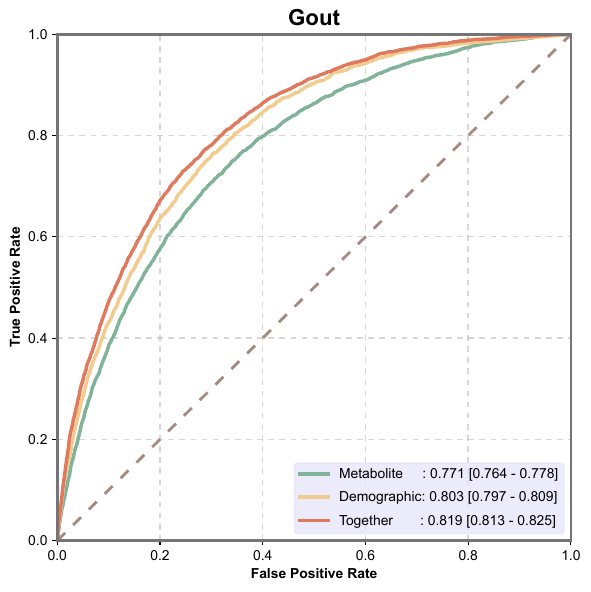 Gout
1.0
0.8
0.6
0.4
0.2
0.0
True Positive Rate
Metabolite : 0.771 [0.764 - 0.778]
Demographic: 0.803 [0.797 - 0.809]
Together : 0.819 [0.813 - 0.825]
0.0 0.2 0.4 0.6 0.8 1.0
False Positive Rate